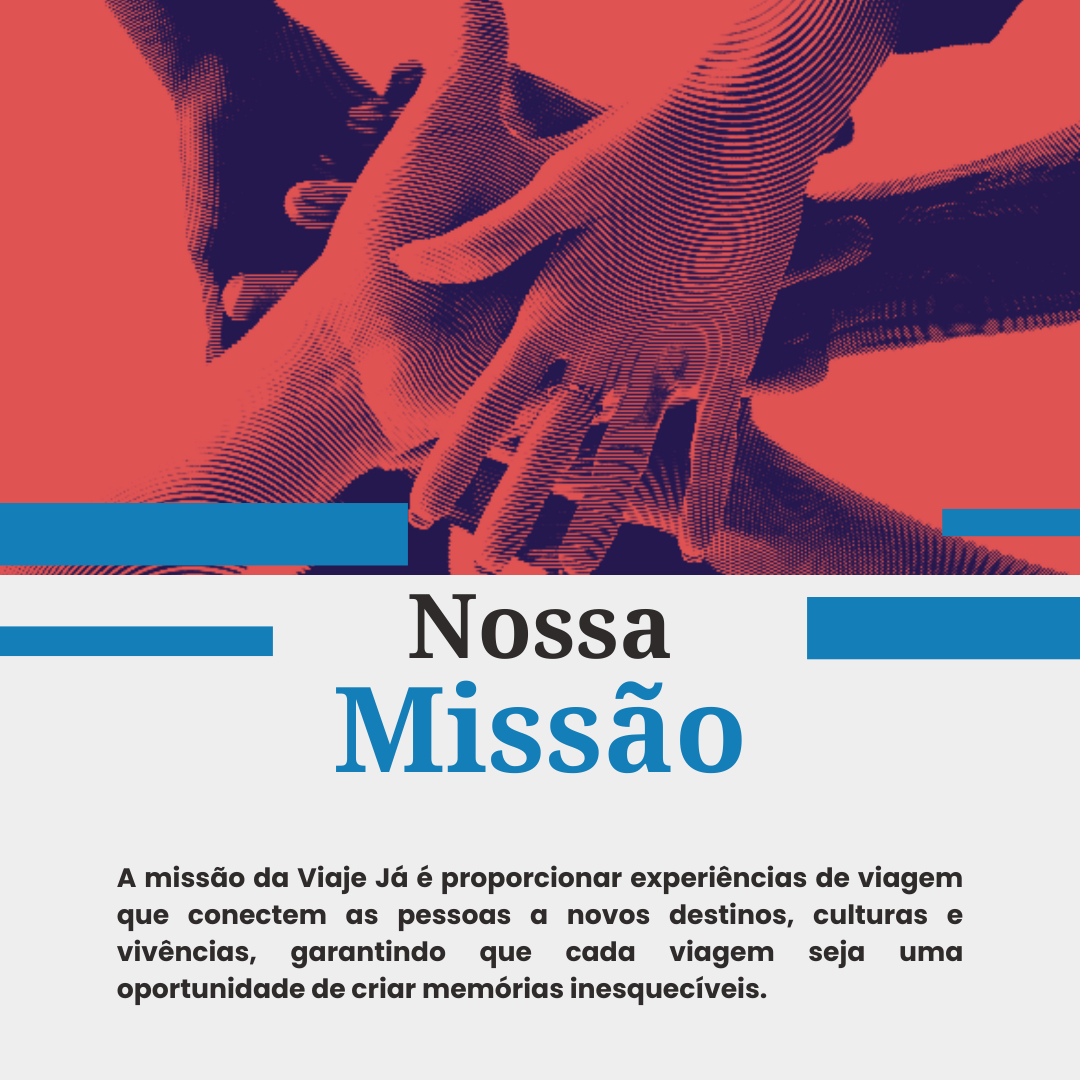 Nossa
Missão
A missão da Viaje Já é proporcionar experiências de viagem
que conectem as pessoas a novos destinos, culturas e
vivências, garantindo que cada viagem seja uma
oportunidade de criar memórias inesquecíveis.